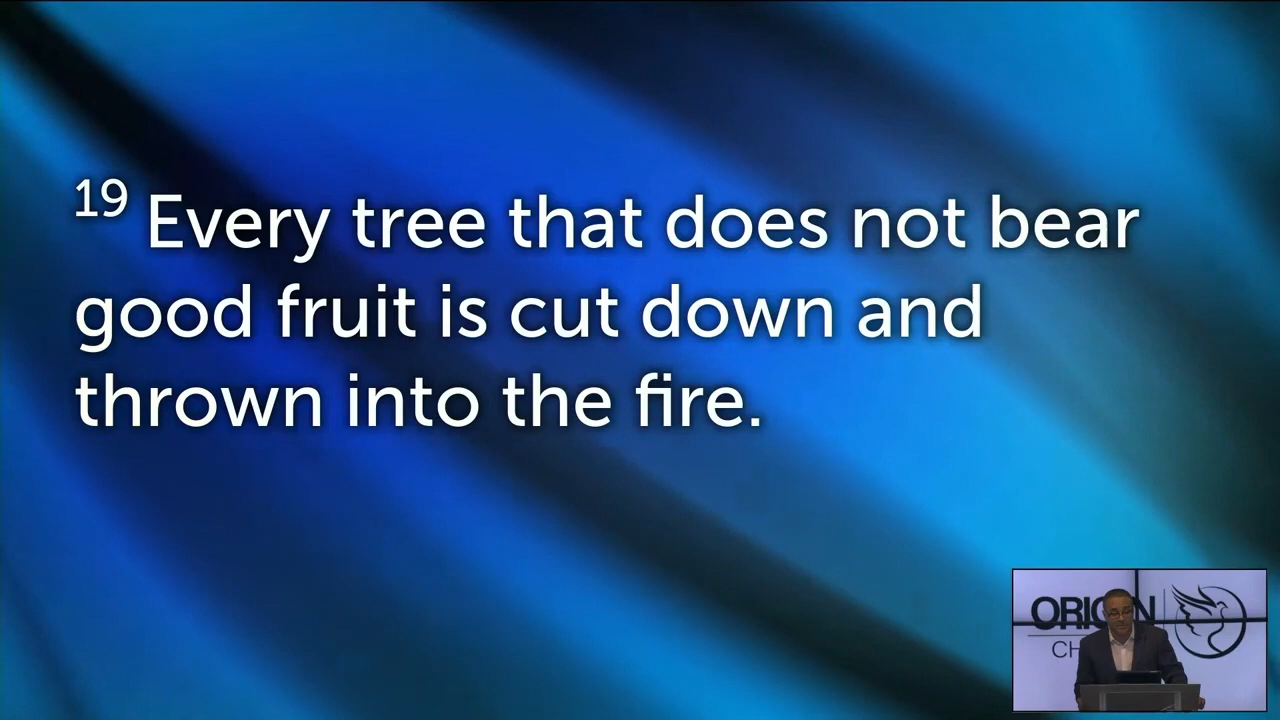 19 Every tree that does not bear
good fruit is cut down and
thrown into the fire.